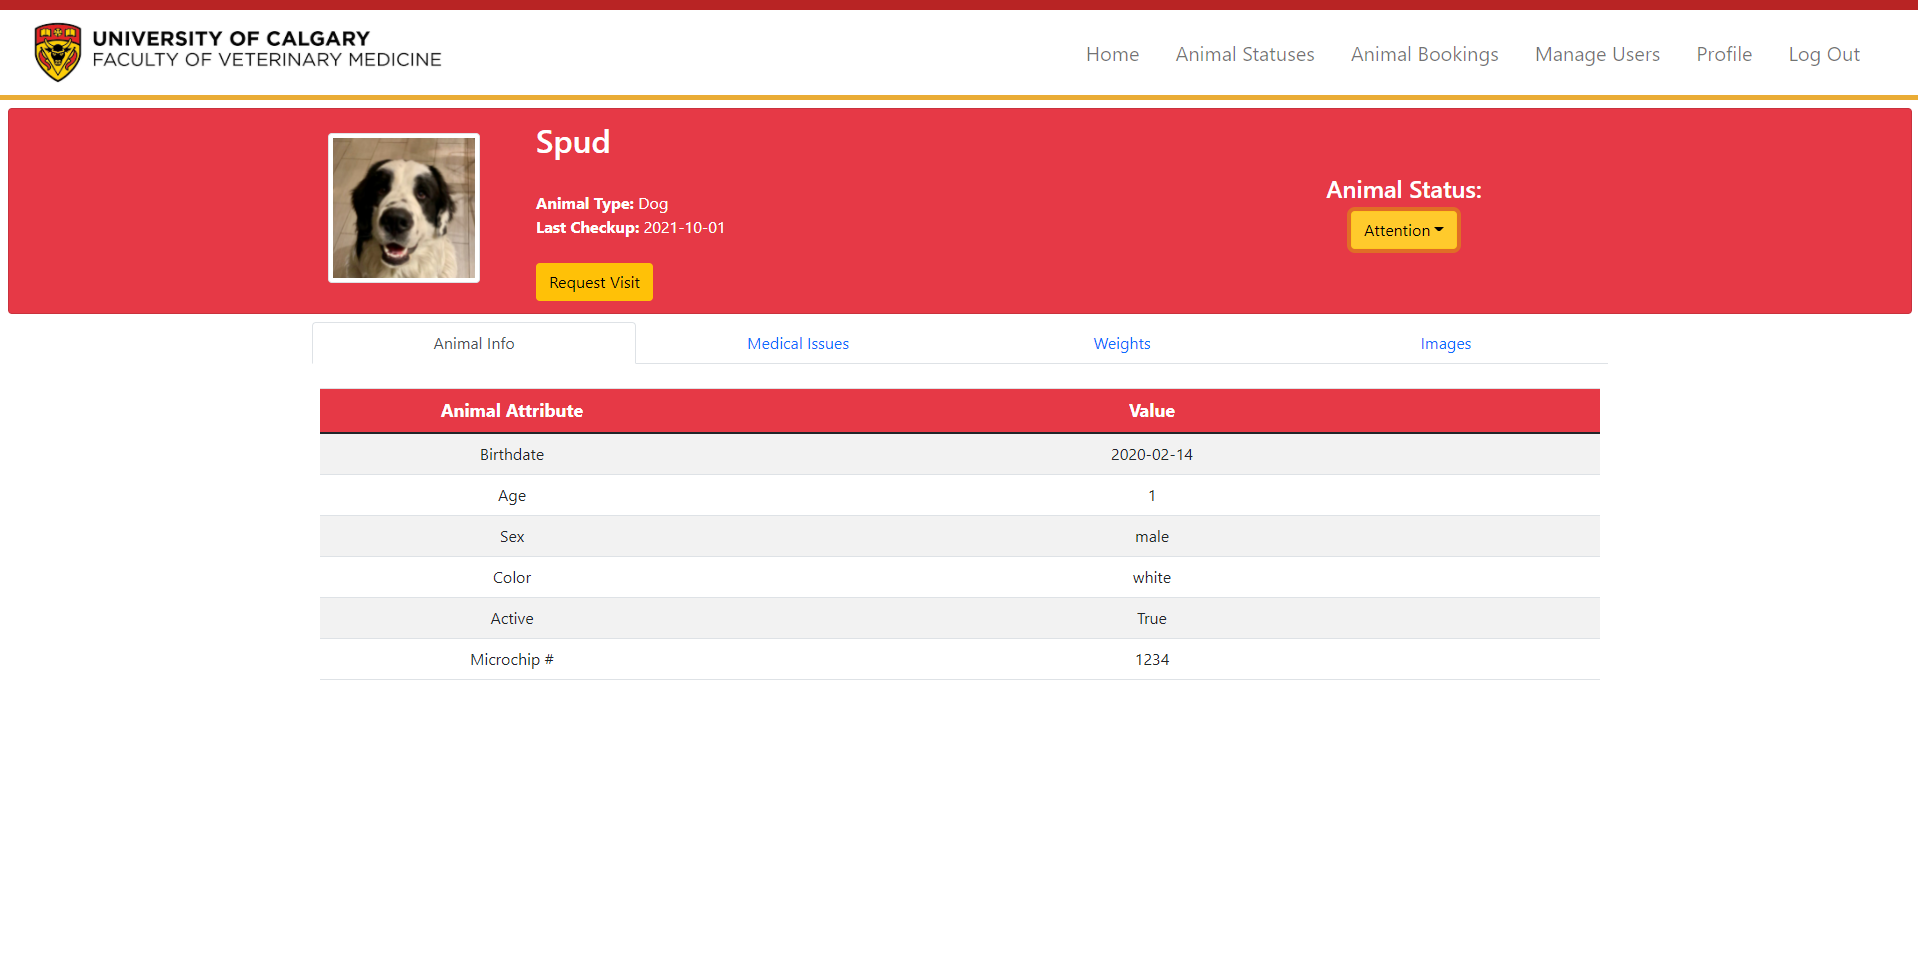 UNIVERSITY OF CALGARY
FACULTY OF VETERINARY MEDICINE
Home Animal Statuses Animal Bookings Manage Users Profile Log Out
Spud
Animal Type: Dog
Last Checkup: 2021-10-01
Request Visit
Animal Status:
Attention
Animal Info Medical Issues Weights Images
Animal Attribute Value
Birthdate 2020-02-14
Age 1
Sex male
Color white
Active True
Microchip # 1234